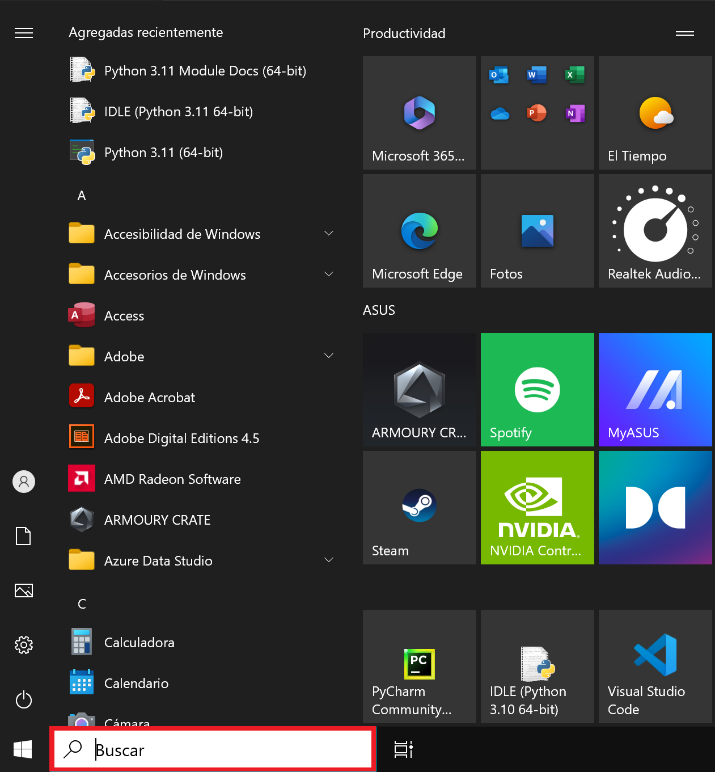 Agregadas recientemente
Python 3.11 Module Docs (64-bit)
IDLE (Python 3.11 64-bit)
Python 3.11 (64-bit)
A
Accesibilidad de Windows
Accesorios de Windows
Access
Adobe
Adobe Acrobat
Adobe Digital Editions 4.5
AMD Radeon Software
ARMOURY CRATE
Azure Data Studio
C
Calculadora
Calendario
Cámara
Buscar
Productividad
Microsoft 365...
El Tiempo
Microsoft Edge
Fotos
Realtek Audio...
ASUS
ARMOURY CR...
Spotify
MyASUS
Steam
NVIDIA.
NVIDIA Contr...
PC
PyCharm
Community...
IDLE (Python
3.10 64-bit)
Visual Studio
Code